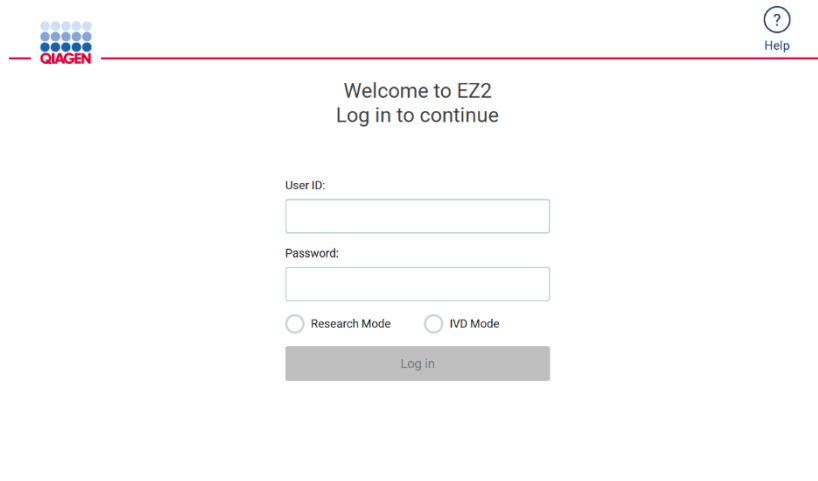 QIAGEN
?
Help
Welcome to EZ2
Log in to continue
User ID:
Password:
Research Mode
IVD Mode
Log in